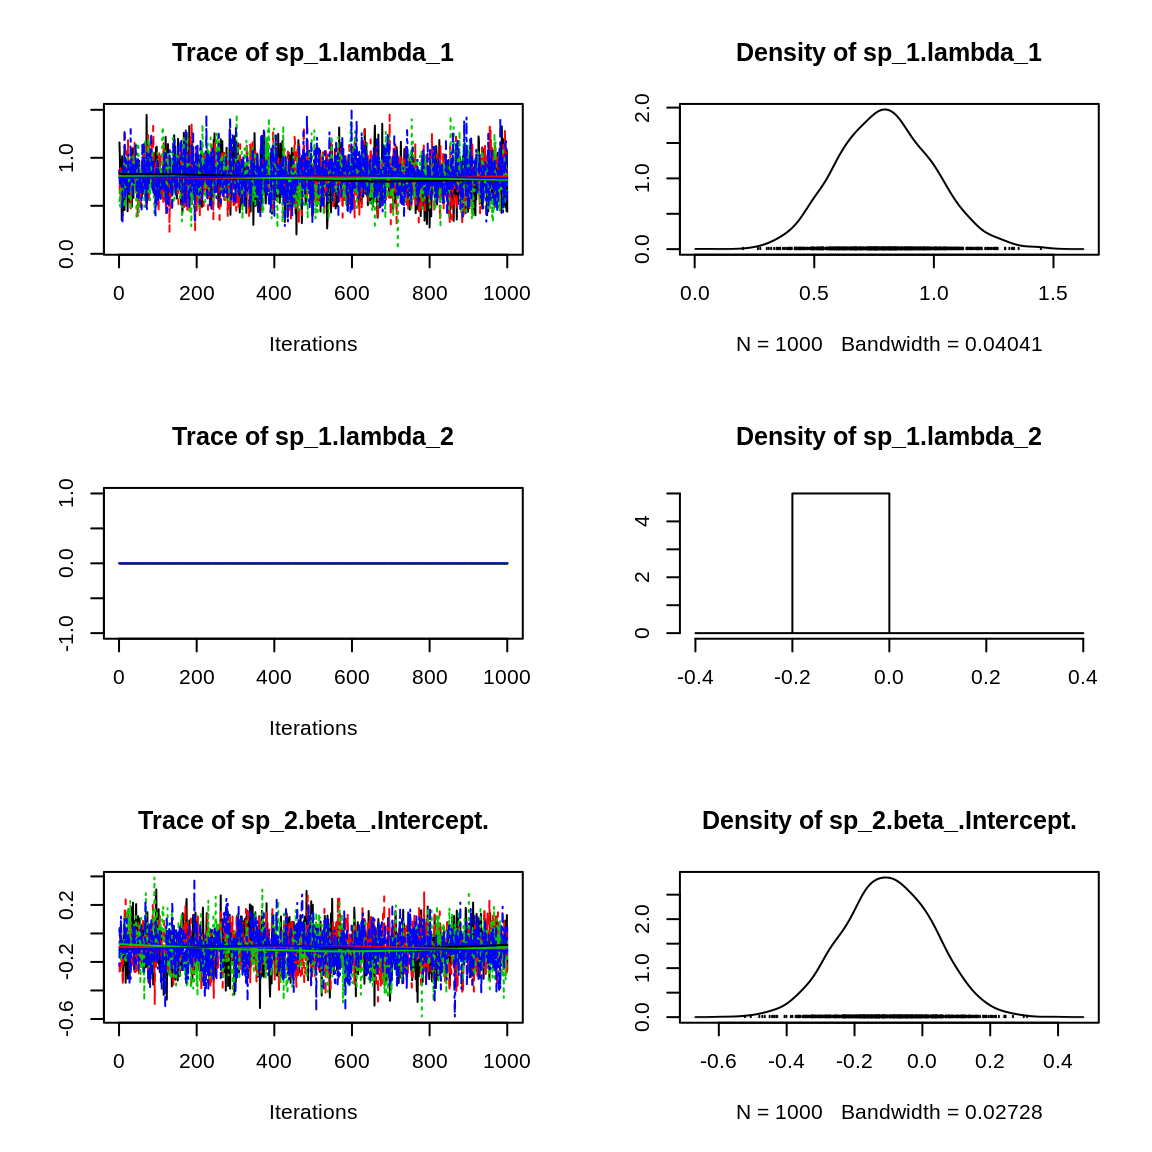 Trace of sp_1.lambda_1
0.0 1.0
0 200 400 600 800 1000
Iterations
Density of sp_1.lambda_1
0.0 1.0 2.0
0.0 0.5 1.0 1.5
N = 1000 Bandwidth = 0.04041
Trace of sp_1.lambda_2
-1.0 0.0 1.0
0 200 400 600 800 1000
Iterations
Density of sp_1.lambda_2
0 2 4
-0.4 -0.2 0.0 0.2 0.4
Trace of sp_2.beta_.Intercept.
-0.6 -0.2 0.2
0 200 400 600 800 1000
Iterations
Density of sp_2.beta_.Intercept.
0.0 1.0 2.0
-0.6 -0.4 -0.2 0.0 0.2 0.4
N = 1000 Bandwidth = 0.02728